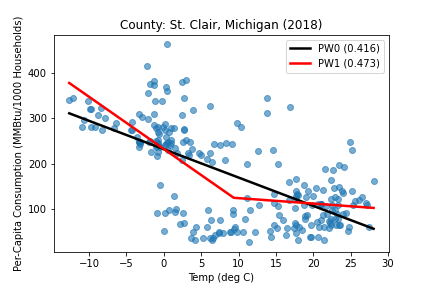 County: St. Clair, Michigan (2018)
PW0 (0.416)
PW1 (0.473)
Per-Capita Consumption (MMBtu/1000 Households)
400
300
200
100
−10 −5 0 5 10 15 20 25 30
Temp (deg C)